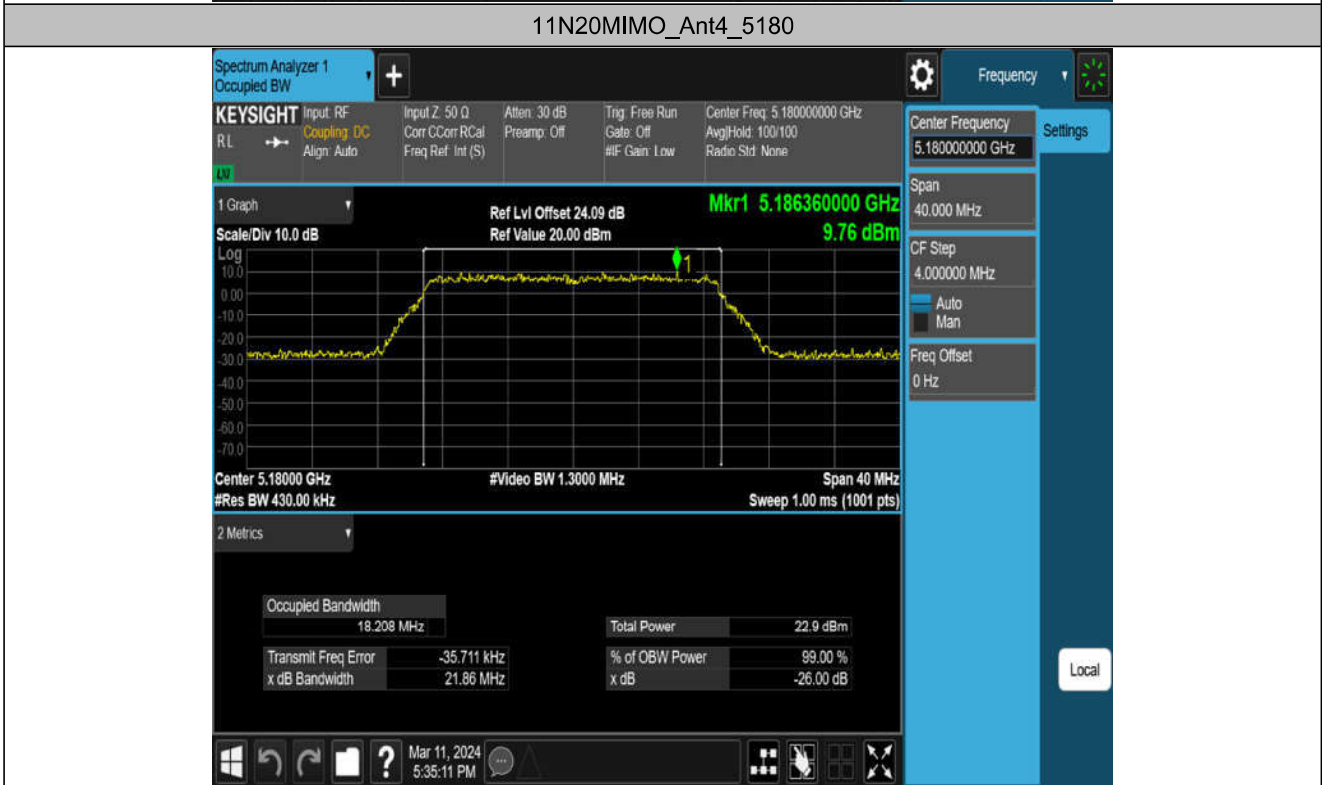 11N20MIMO_Ant4_5180
Spectrum Analyzer 1
Occupied BW
Frequency
KEYSIGHT
RL
Input: RF
Coupling: DC
Align: Auto
Input Z: 50 Ω
Corr CCorr RCal
Freq Ref: Int (S)
Atten: 30 dB
Preamp: Off
Trig: Free Run
Gate: Off
#IF Gain: Low
Center Freq: 5.180000000 GHz
Avg|Hold: 100/100
Radio Std: None
Center Frequency
5.180000000 GHz
Settings
Span
40.000 MHz
CF Step
4.000000 MHz
Auto
Man
Freq Offset
0 Hz
1 Graph
Scale/Div 10.0 dB
Ref Lvl Offset 24.09 dB
Ref Value 20.00 dBm
Mkr1 5.186360000 GHz
9.76 dBm
Log
10.0
0.00
-10.0
-20.0
-30.0
-40.0
-50.0
-60.0
-70.0
1
Center 5.18000 GHz
#Res BW 430.00 kHz
#Video BW 1.3000 MHz
Span 40 MHz
Sweep 1.00 ms (1001 pts)
2 Metrics
Occupied Bandwidth
18.208 MHz
Total Power 22.9 dBm
Transmit Freq Error -35.711 kHz
% of OBW Power 99.00 %
x dB Bandwidth 21.86 MHz
x dB -26.00 dB
Local
Mar 11, 2024
5:35:11 PM